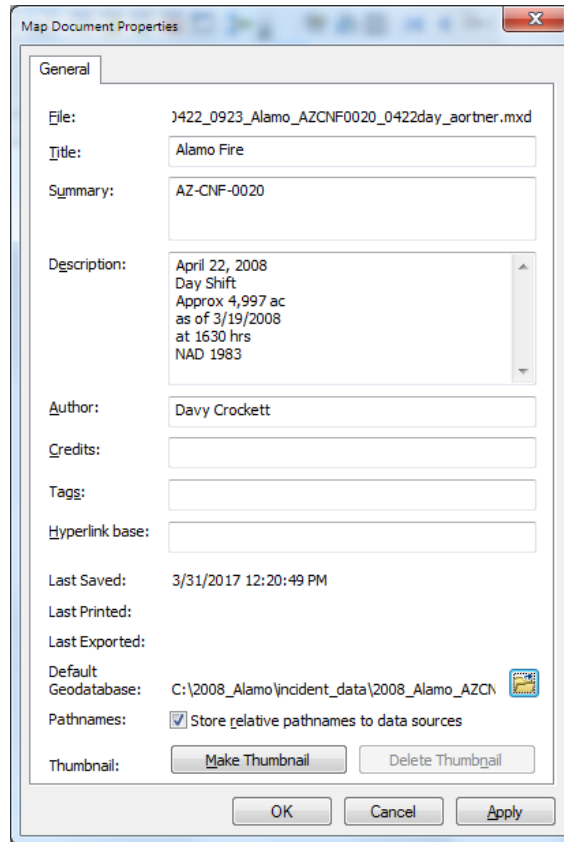 Map Document Properties
General
File: )422_0923_Alamo_AZCNF0020_0422day_aortner.mxd
Title: Alamo Fire
Summary: AZ-CNF-0020
Description: April 22, 2008
Day Shift
Approx 4,997 ac
as of 3/19/2008
at 1630 hrs
NAD 1983
Author: Davy Crockett
Credits:
Tags:
Hyperlink base:
Last Saved: 3/31/2017 12:20:49 PM
Last Printed:
Last Exported:
Default
Geodatabase: C:\2008_Alamo\incident_data\2008_Alamo_AZCN
Pathnames: Store relative pathnames to data sources
Thumbnail: Make Thumbnail Delete Thumbnail
OK Cancel Apply